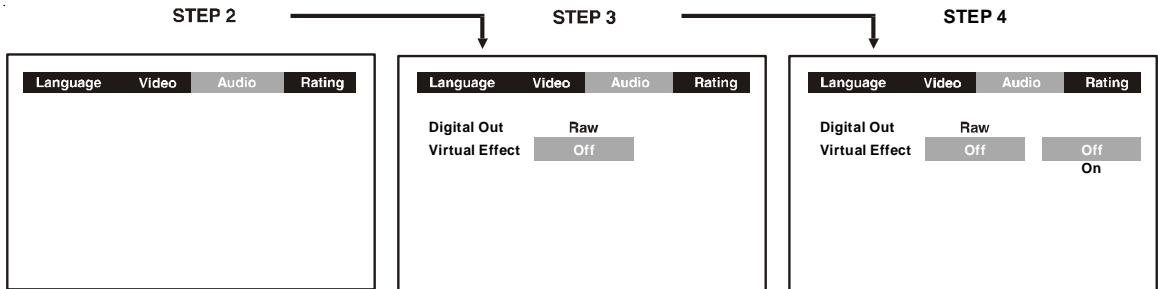 STEP 2 STEP 3 STEP 4
Language Video Audio Rating
Language Video Audio Rating
Digital Out Raw
Virtual Effect Off
Language Video Audio Rating
Digital Out Raw
Virtual Effect Off Off
On